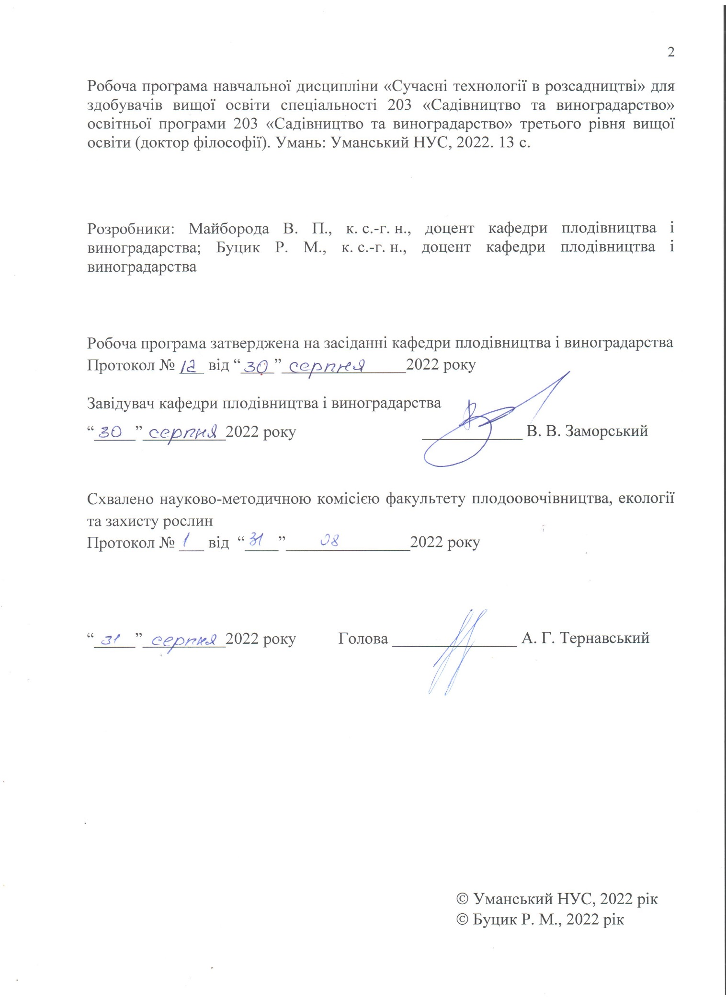 2
Робоча програма навчальної дисципліни «Сучасні технології в розсадництві» для
здобувачів вищої освіти спеціальності 203 «Садівництво та виноградарство»
освітньої програми 203 «Садівництво та виноградарство» третього рівня вищої
освіти (доктор філософії). Умань: Уманський НУС, 2022. 13 с.
Розробники: Майборода В. П., к. с.-г. н., доцент кафедри плодівництва і
виноградарства; Буцик Р. М., к. с.-г. н., доцент кафедри плодівництва і
виноградарства
Робоча програма затверджена на засіданні кафедри плодівництва і виноградарства
Протокол № 12 від “30” серпня 2022 року
Завідувач кафедри плодівництва і виноградарства
“30” серпня 2022 року В. В. Заморський
Схвалено науково-методичною комісією факультету плодоовочівництва, екології
та захисту рослин
Протокол № 1 від “31” 08 2022 року
“31” серпня 2022 року Голова А. Г. Тернавський
© Уманський НУС, 2022 рік
© Буцик Р. М., 2022 рік